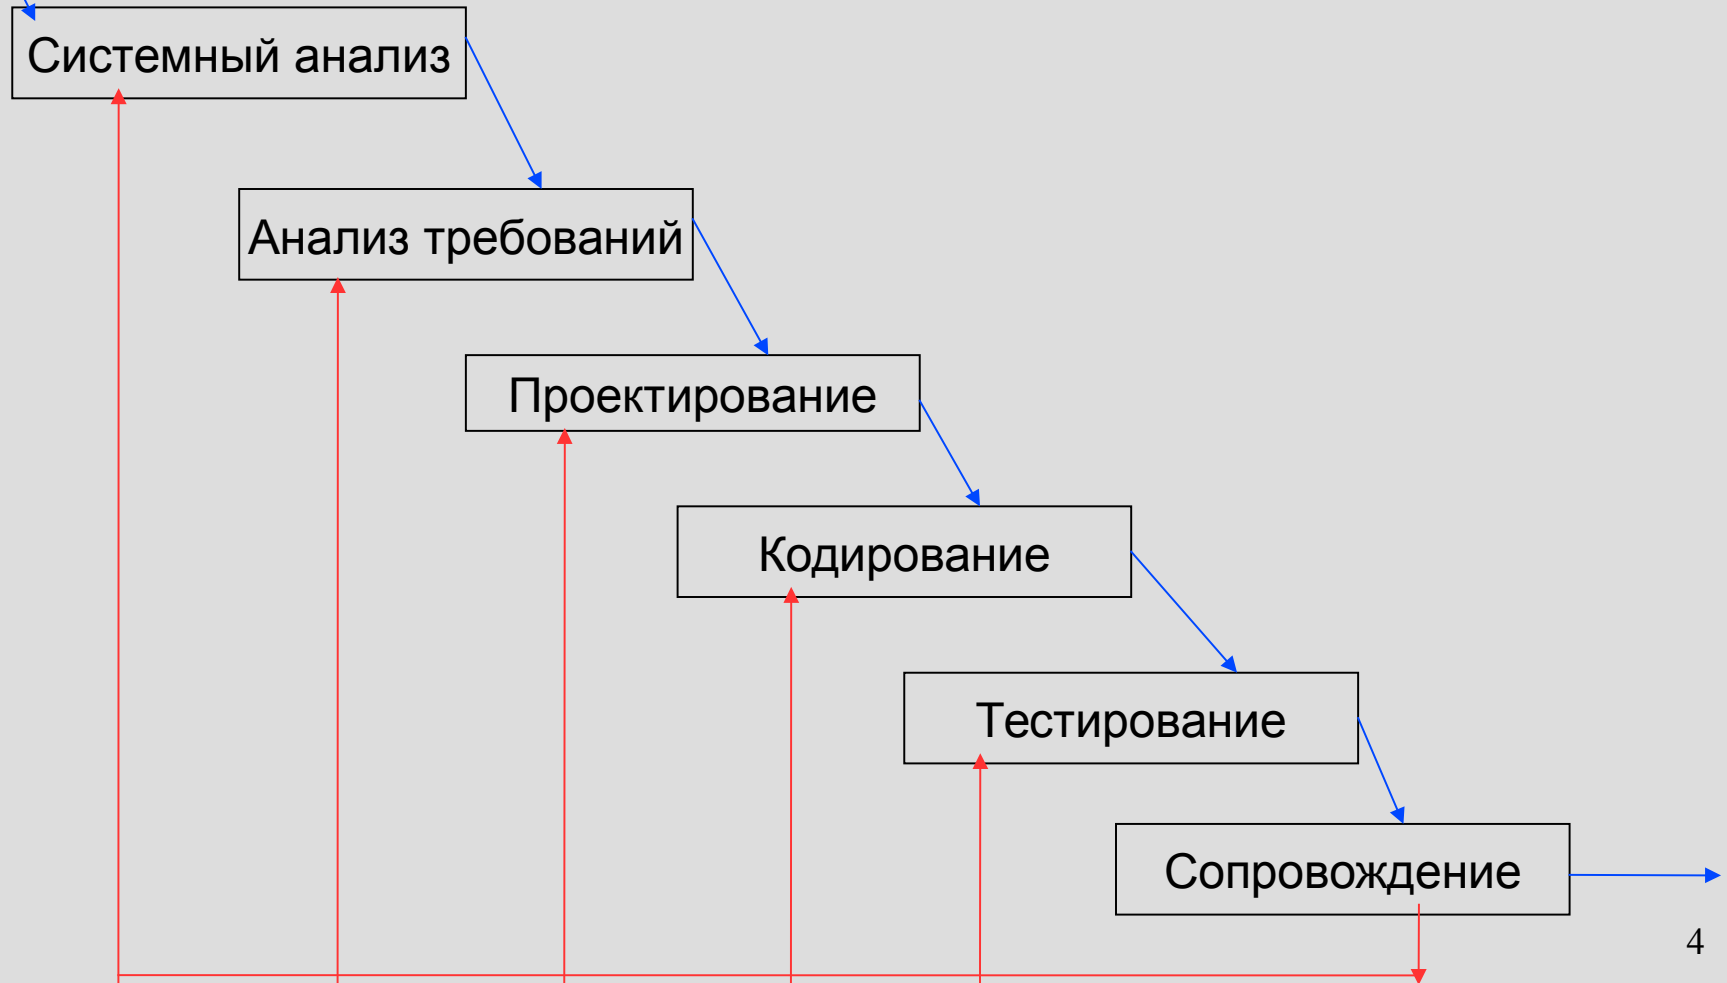 Системный анализ
Анализ требований
Проектирование
Кодирование
Тестирование
Сопровождение
4